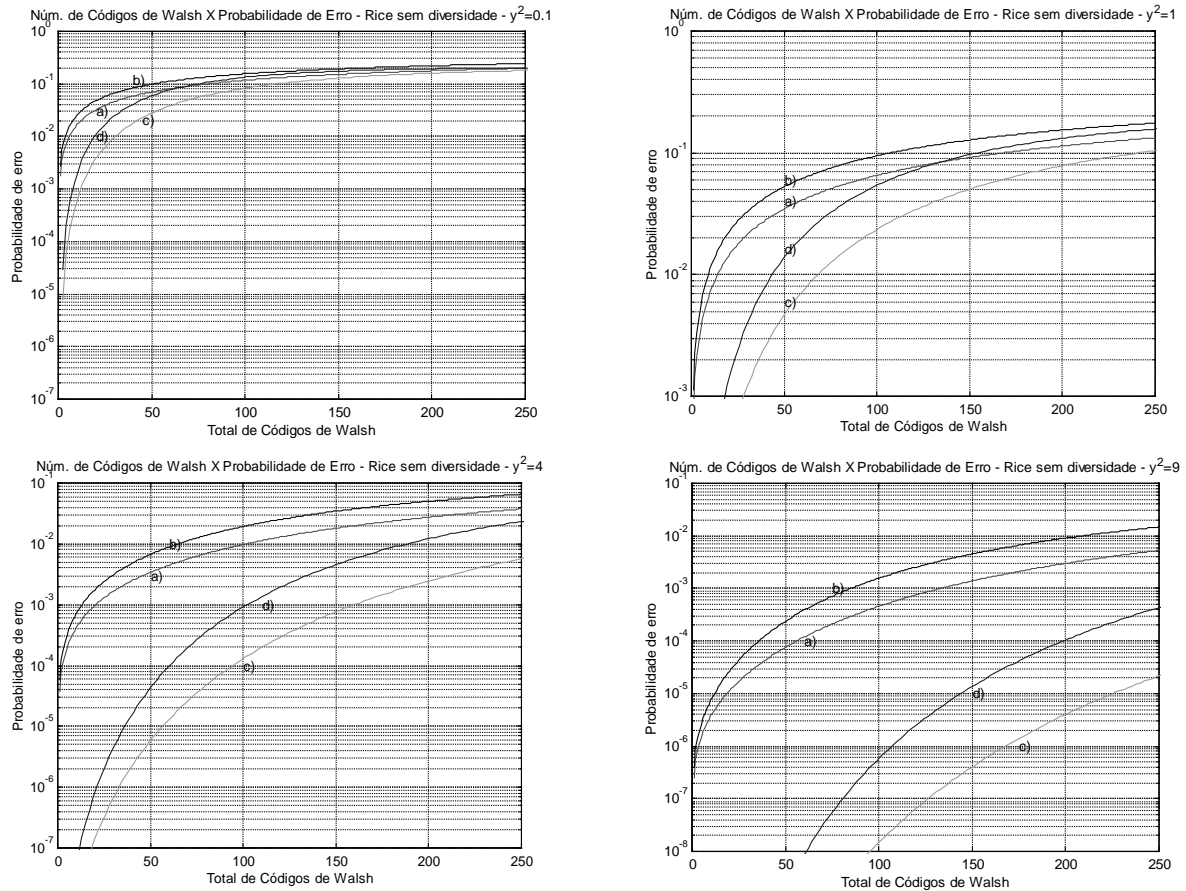 Núm. de Códigos de Walsh X Probabilidade de Erro - Rice sem diversidade - y²=0.1
10⁰
10⁻¹
10⁻²
10⁻³
10⁻⁴
10⁻⁵
10⁻⁶
10⁻⁷
Probabilidade de erro
b)
a)
c)
d)
0 50 100 150 200 250
Total de Códigos de Walsh
Núm. de Códigos de Walsh X Probabilidade de Erro - Rice sem diversidade - y²=1
10⁰
10⁻¹
10⁻²
10⁻³
Probabilidade de erro
b)
a)
d)
c)
0 50 100 150 200 250
Total de Códigos de Walsh
Núm. de Códigos de Walsh X Probabilidade de Erro - Rice sem diversidade - y²=4
10⁻¹
10⁻²
10⁻³
10⁻⁴
10⁻⁵
10⁻⁶
10⁻⁷
Probabilidade de erro
b)
a)
d)
c)
0 50 100 150 200 250
Total de Códigos de Walsh
Núm. de Códigos de Walsh X Probabilidade de Erro - Rice sem diversidade - y²=9
10⁻¹
10⁻²
10⁻³
10⁻⁴
10⁻⁵
10⁻⁶
10⁻⁷
10⁻⁸
Probabilidade de erro
b)
a)
d)
c)
0 50 100 150 200 250
Total de Códigos de Walsh